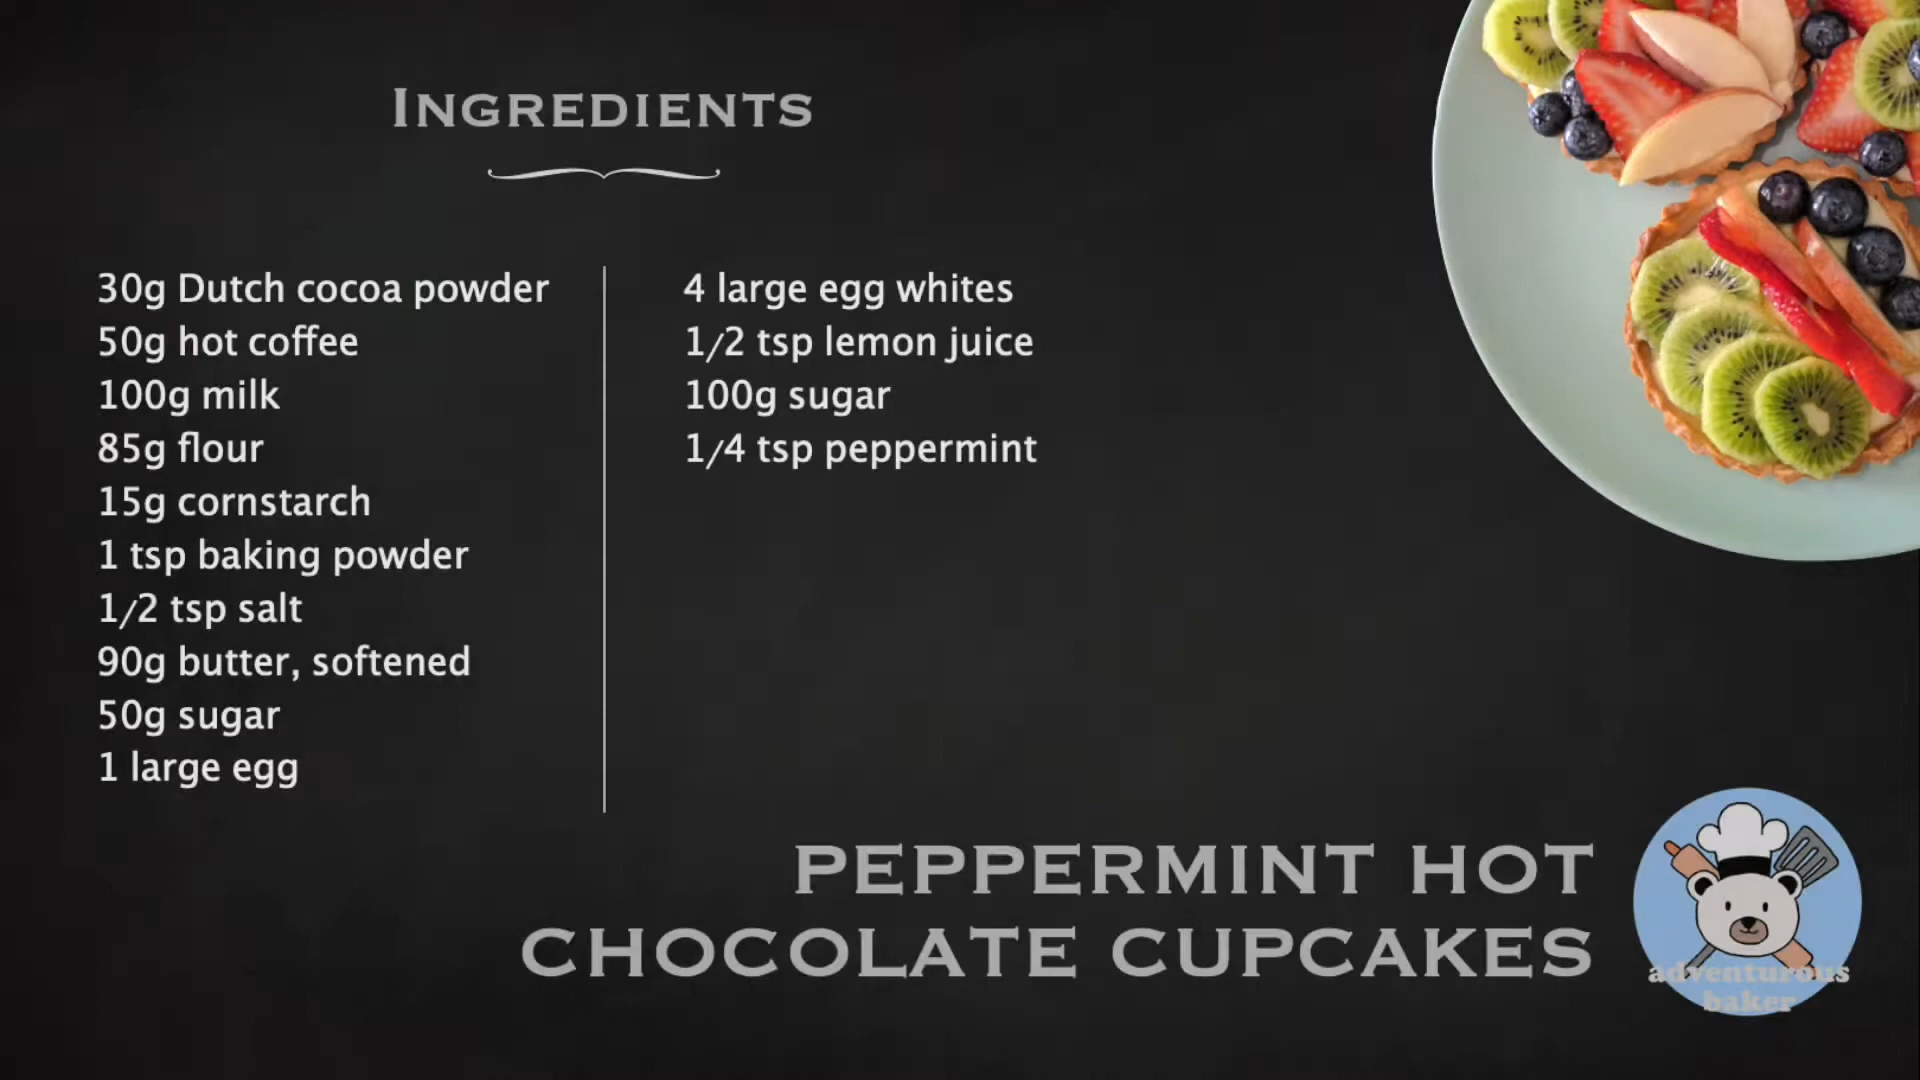 Ingredients
30g Dutch cocoa powder
50g hot coffee
100g milk
85g flour
15g cornstarch
1 tsp baking powder
1/2 tsp salt
90g butter, softened
50g sugar
1 large egg
4 large egg whites
1/2 tsp lemon juice
100g sugar
1/4 tsp peppermint
PEPPERMINT HOT
CHOCOLATE CUPCAKES
adventurous
baker